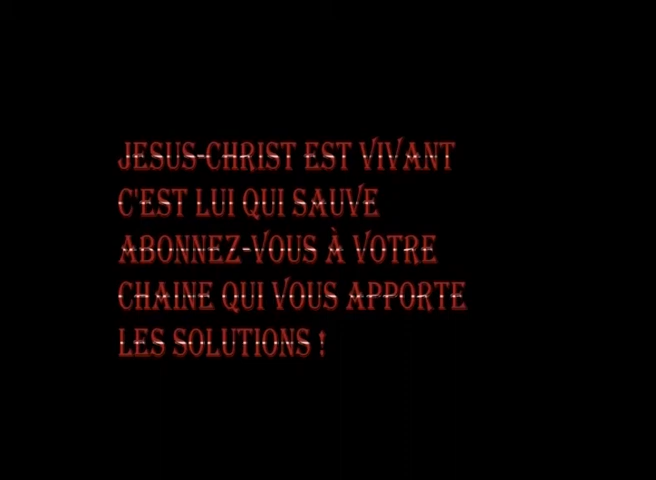 JESUS-CHRIST EST VIVANT
C'EST LUI QUI SAUVE
ABONNEZ-VOUS À VOTRE
CHAINE QUI VOUS APPORTE
LES SOLUTIONS !